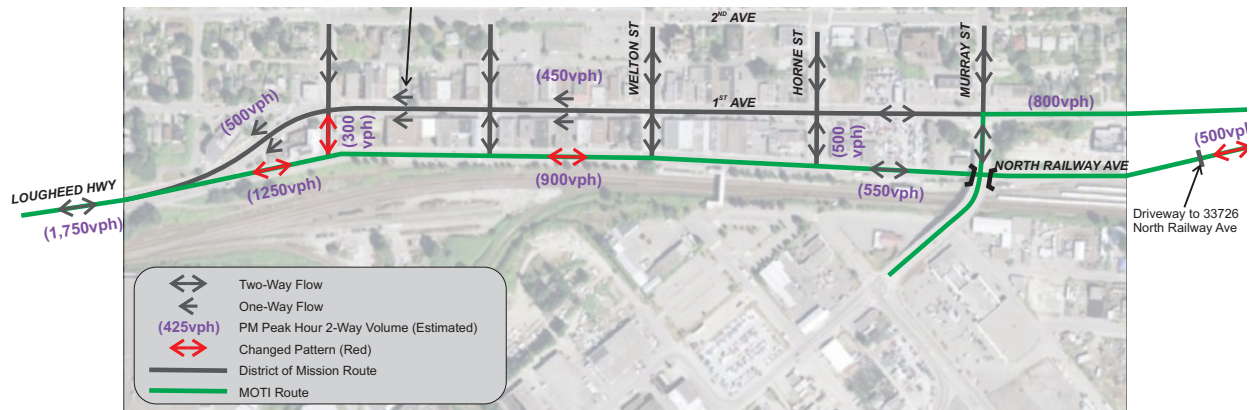 2ND AVE
WELTON ST
HORNE ST
MURRAY ST
(450vph)
1ST AVE
(800vph)
(500vph)
(300
vph)
(500
vph)
(500vph)
LOUGHEED HWY
(1250vph)
(900vph)
(550vph)
NORTH RAILWAY AVE
(1,750vph)
Driveway to 33726
North Railway Ave
Two-Way Flow
One-Way Flow
(425vph) PM Peak Hour 2-Way Volume (Estimated)
Changed Pattern (Red)
District of Mission Route
MOTI Route